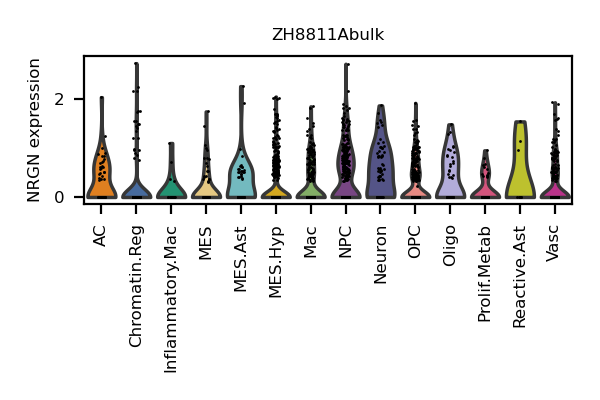 ZH8811Abulk
NRGN expression
2
0
AC
Chromatin.Reg
Inflammatory.Mac
MES
MES.Ast
MES.Hyp
Mac
NPC
Neuron
OPC
Oligo
Prolif.Metab
Reactive.Ast
Vasc